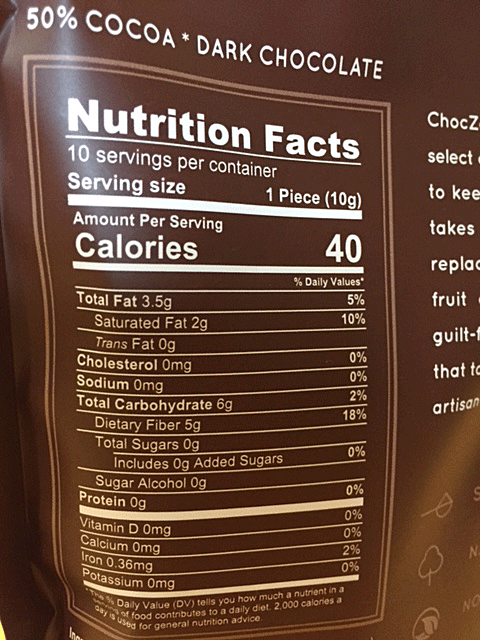 50% COCOA * DARK CHOCOLATE
Nutrition Facts
10 servings per container
Serving size 1 Piece (10g)
Amount Per Serving
Calories 40
% Daily Values*
Total Fat 3.5g 5%
Saturated Fat 2g 10%
Trans Fat 0g
Cholesterol 0mg 0%
Sodium 0mg 0%
Total Carbohydrate 6g 2%
Dietary Fiber 5g 18%
Total Sugars 0g
Includes 0g Added Sugars 0%
Sugar Alcohol 0g
Protein 0g 0%
Vitamin D 0mg 0%
Calcium 0mg 0%
Iron 0.36mg 2%
Potassium 0mg 0%
*The % Daily Value (DV) tells you how much a nutrient in a
serving of food contributes to a daily diet. 2,000 calories a
day is used for general nutrition advice.
ChocZ
select
to kee
takes
replac
fruit
guilt-f
that to
artisan